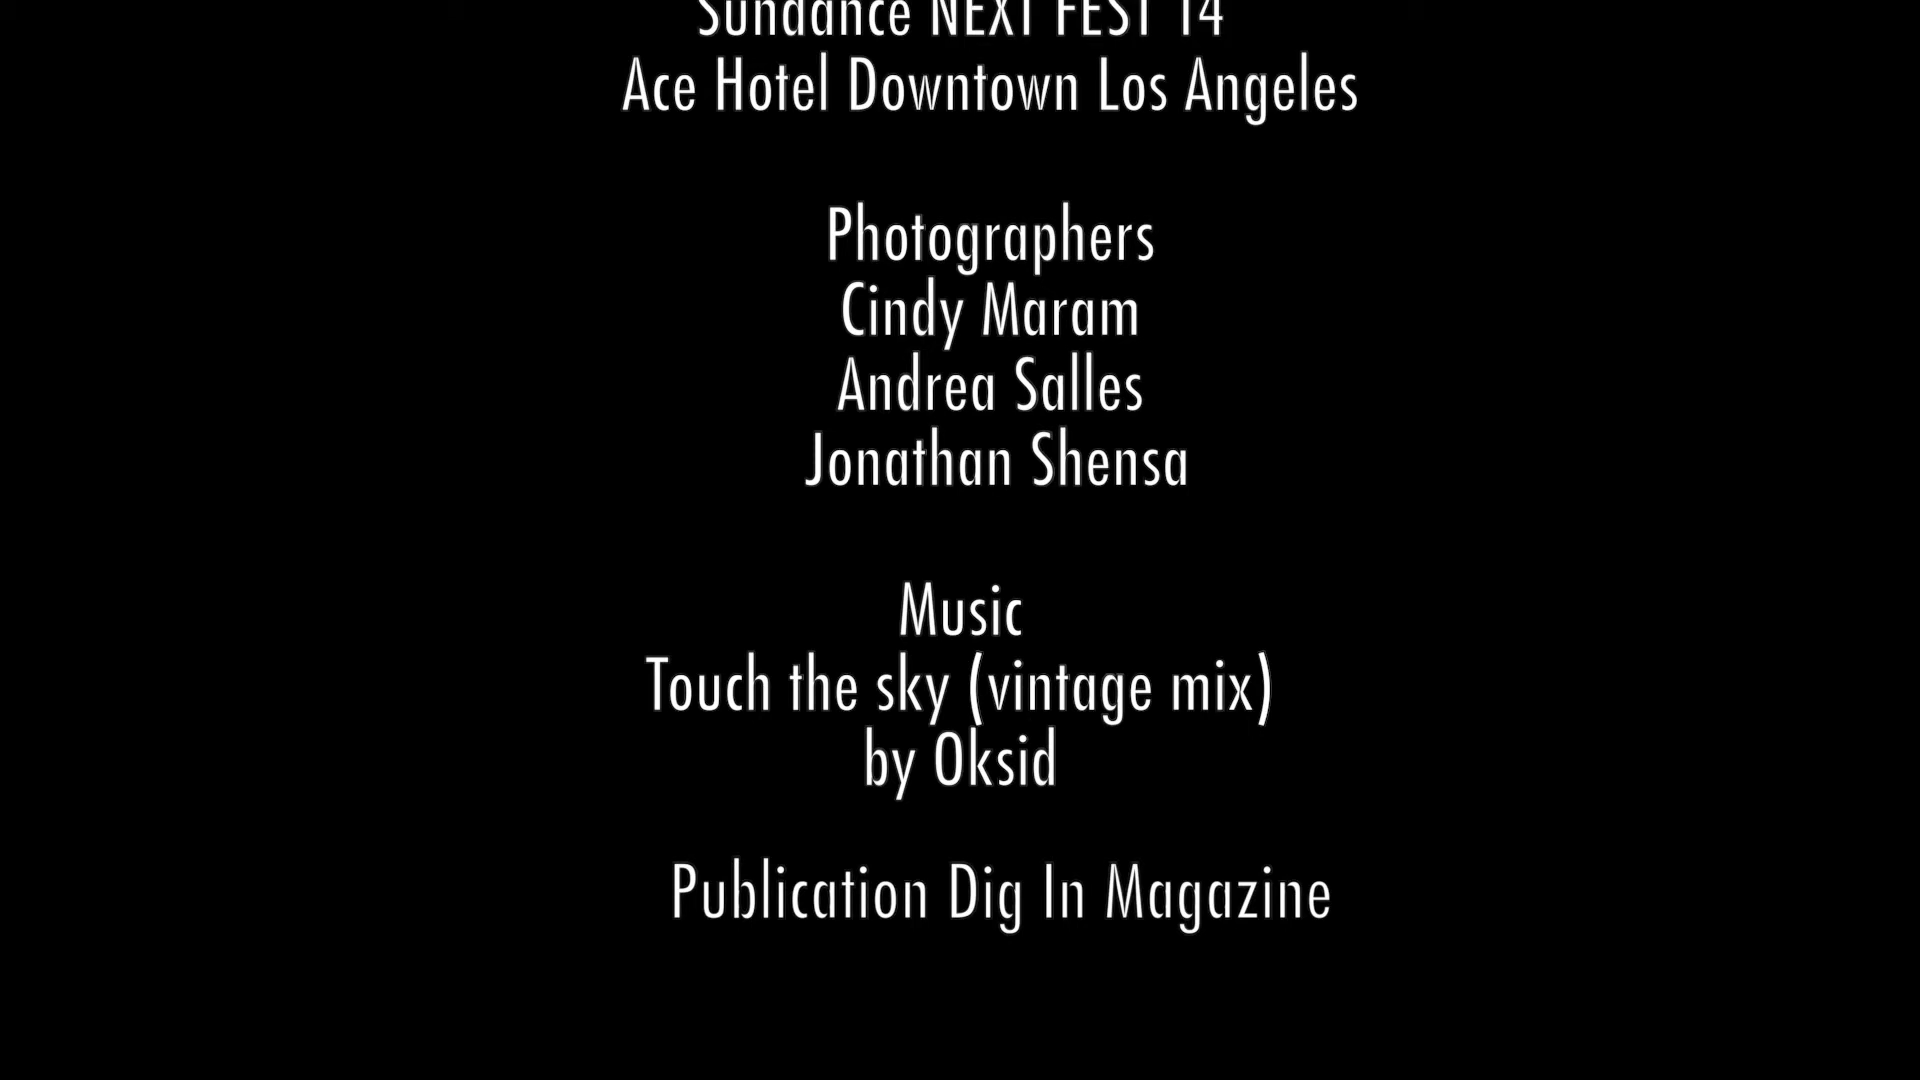 Sundance NEXT FEST 14
Ace Hotel Downtown Los Angeles
Photographers
Cindy Maram
Andrea Salles
Jonathan Shensa
Music
Touch the sky (vintage mix)
by Oksid
Publication Dig In Magazine